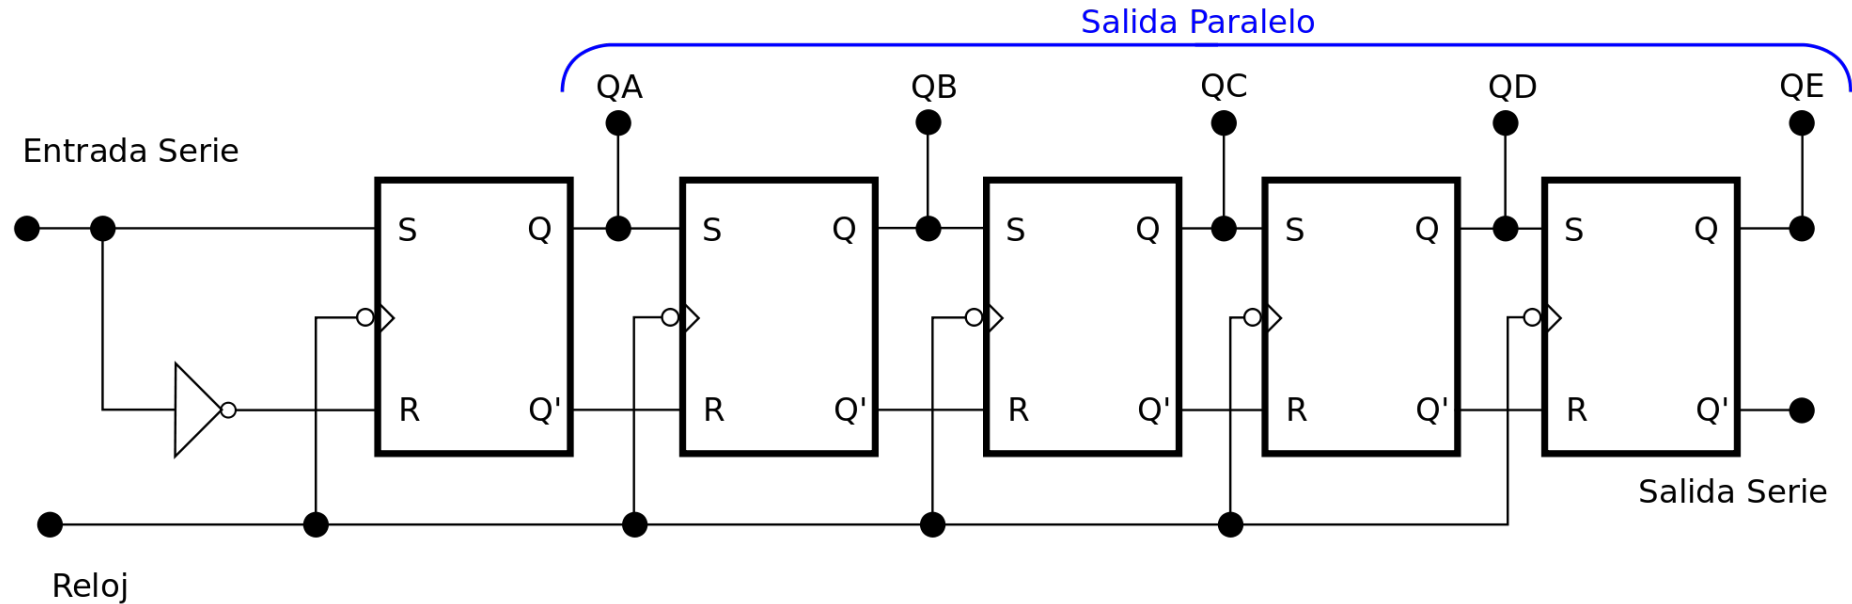 Salida Paralelo
QA QB QC QD QE
Entrada Serie
S Q S Q S Q S Q S Q
R Q' R Q' R Q' R Q' R Q'
Salida Serie
Reloj